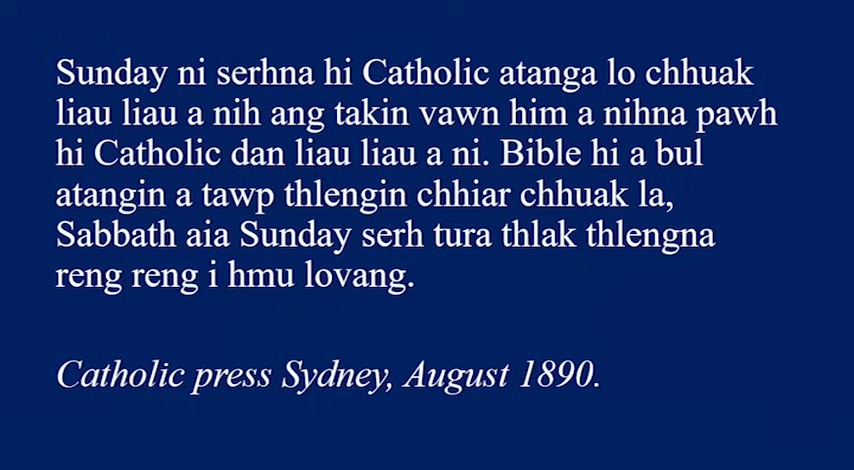 Sunday ni serhna hi Catholic atanga lo chhuak
liau liau a nih ang takin vawn him a nihna pawh
hi Catholic dan liau liau a ni. Bible hi a bul
atangin a tawp thlengin chhiar chhuak la,
Sabbath aia Sunday serh tura thlak thlengna
reng reng i hmu lovang.
Catholic press Sydney, August 1890.